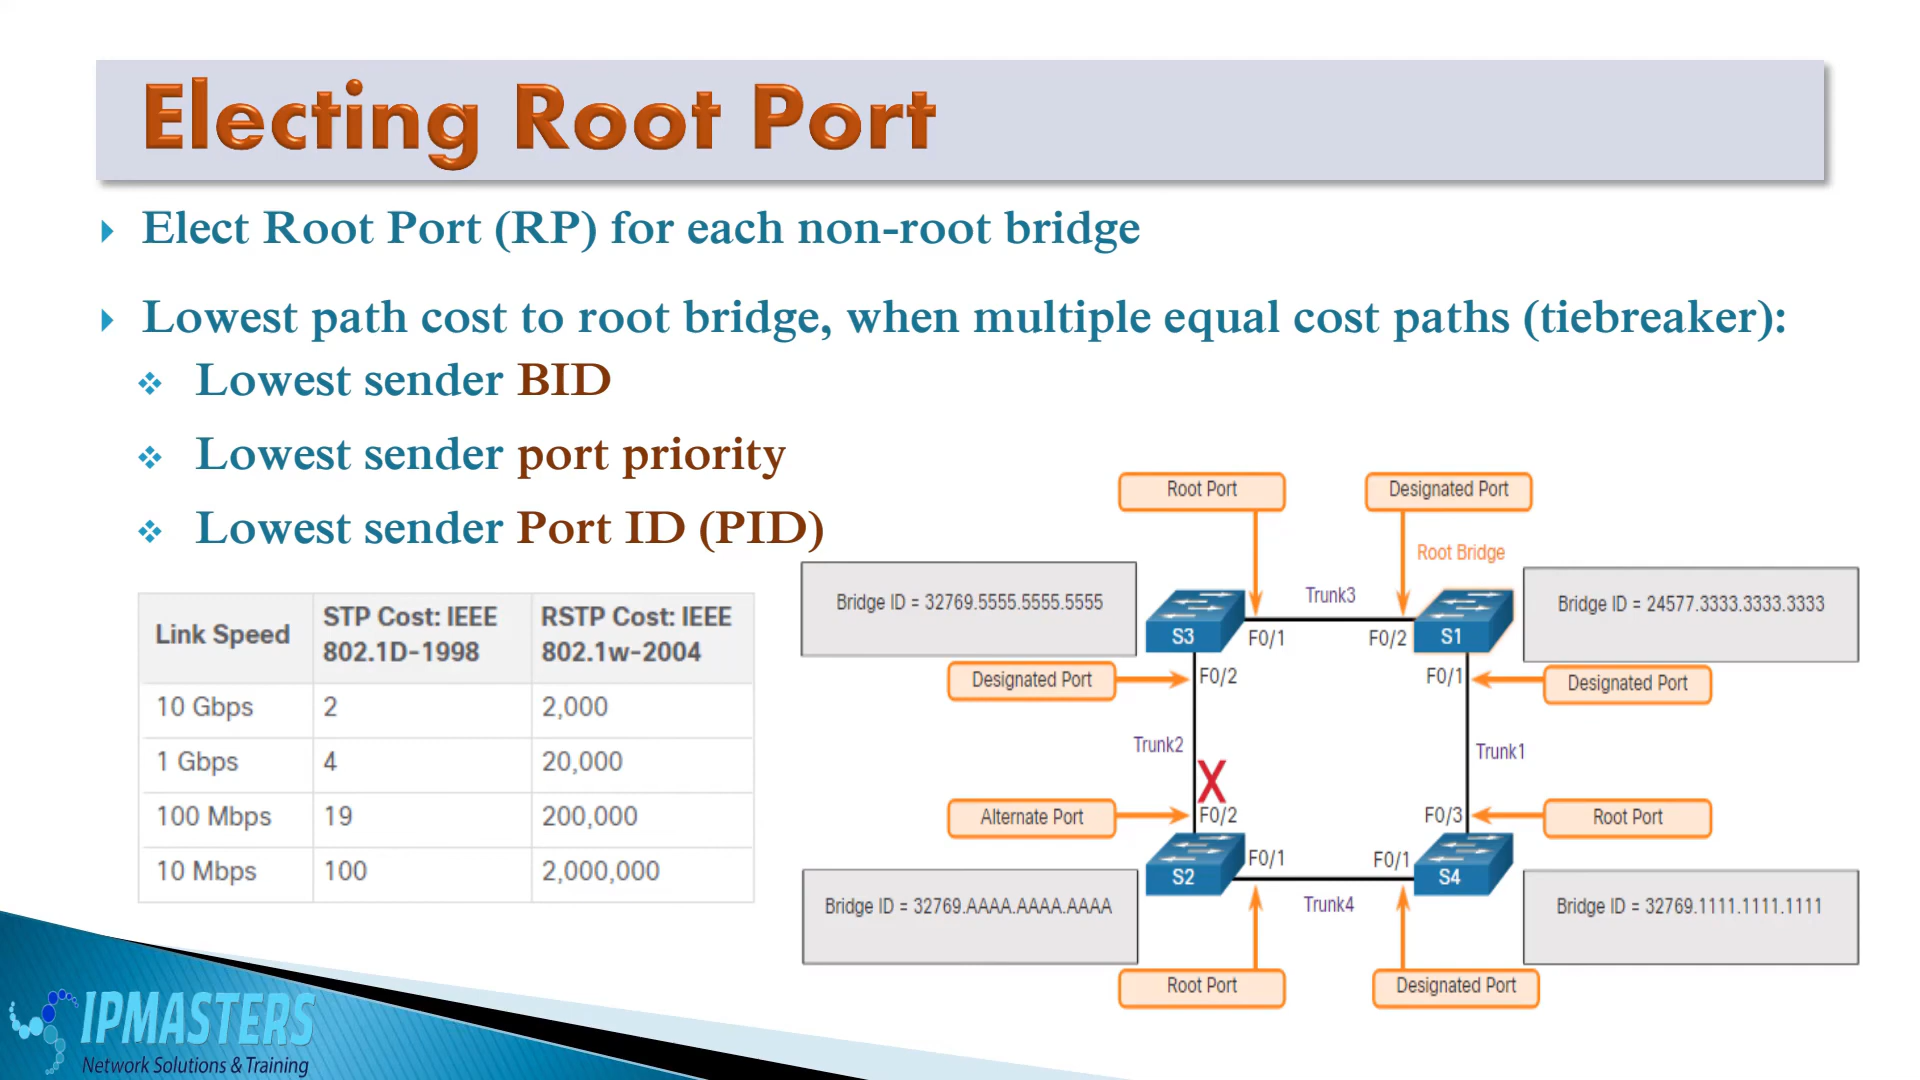 Electing Root Port
Elect Root Port (RP) for each non-root bridge
Lowest path cost to root bridge, when multiple equal cost paths (tiebreaker):
Lowest sender BID
Lowest sender port priority
Lowest sender Port ID (PID)
Link Speed
STP Cost: IEEE 802.1D-1998
RSTP Cost: IEEE 802.1w-2004
10 Gbps 2 2,000
1 Gbps 4 20,000
100 Mbps 19 200,000
10 Mbps 100 2,000,000
Root Port
Designated Port
Root Bridge
Bridge ID = 32769.5555.5555.5555
Trunk3
Bridge ID = 24577.3333.3333.3333
S3
F0/1
F0/2
S1
Designated Port
F0/2
F0/1
Designated Port
Trunk2
Trunk1
X
Alternate Port
F0/2
F0/3
Root Port
S2
F0/1
F0/1
S4
Bridge ID = 32769.AAAA.AAAA.AAAA
Trunk4
Bridge ID = 32769.1111.1111.1111
Root Port
Designated Port
IPMASTERS
Network Solutions & Training